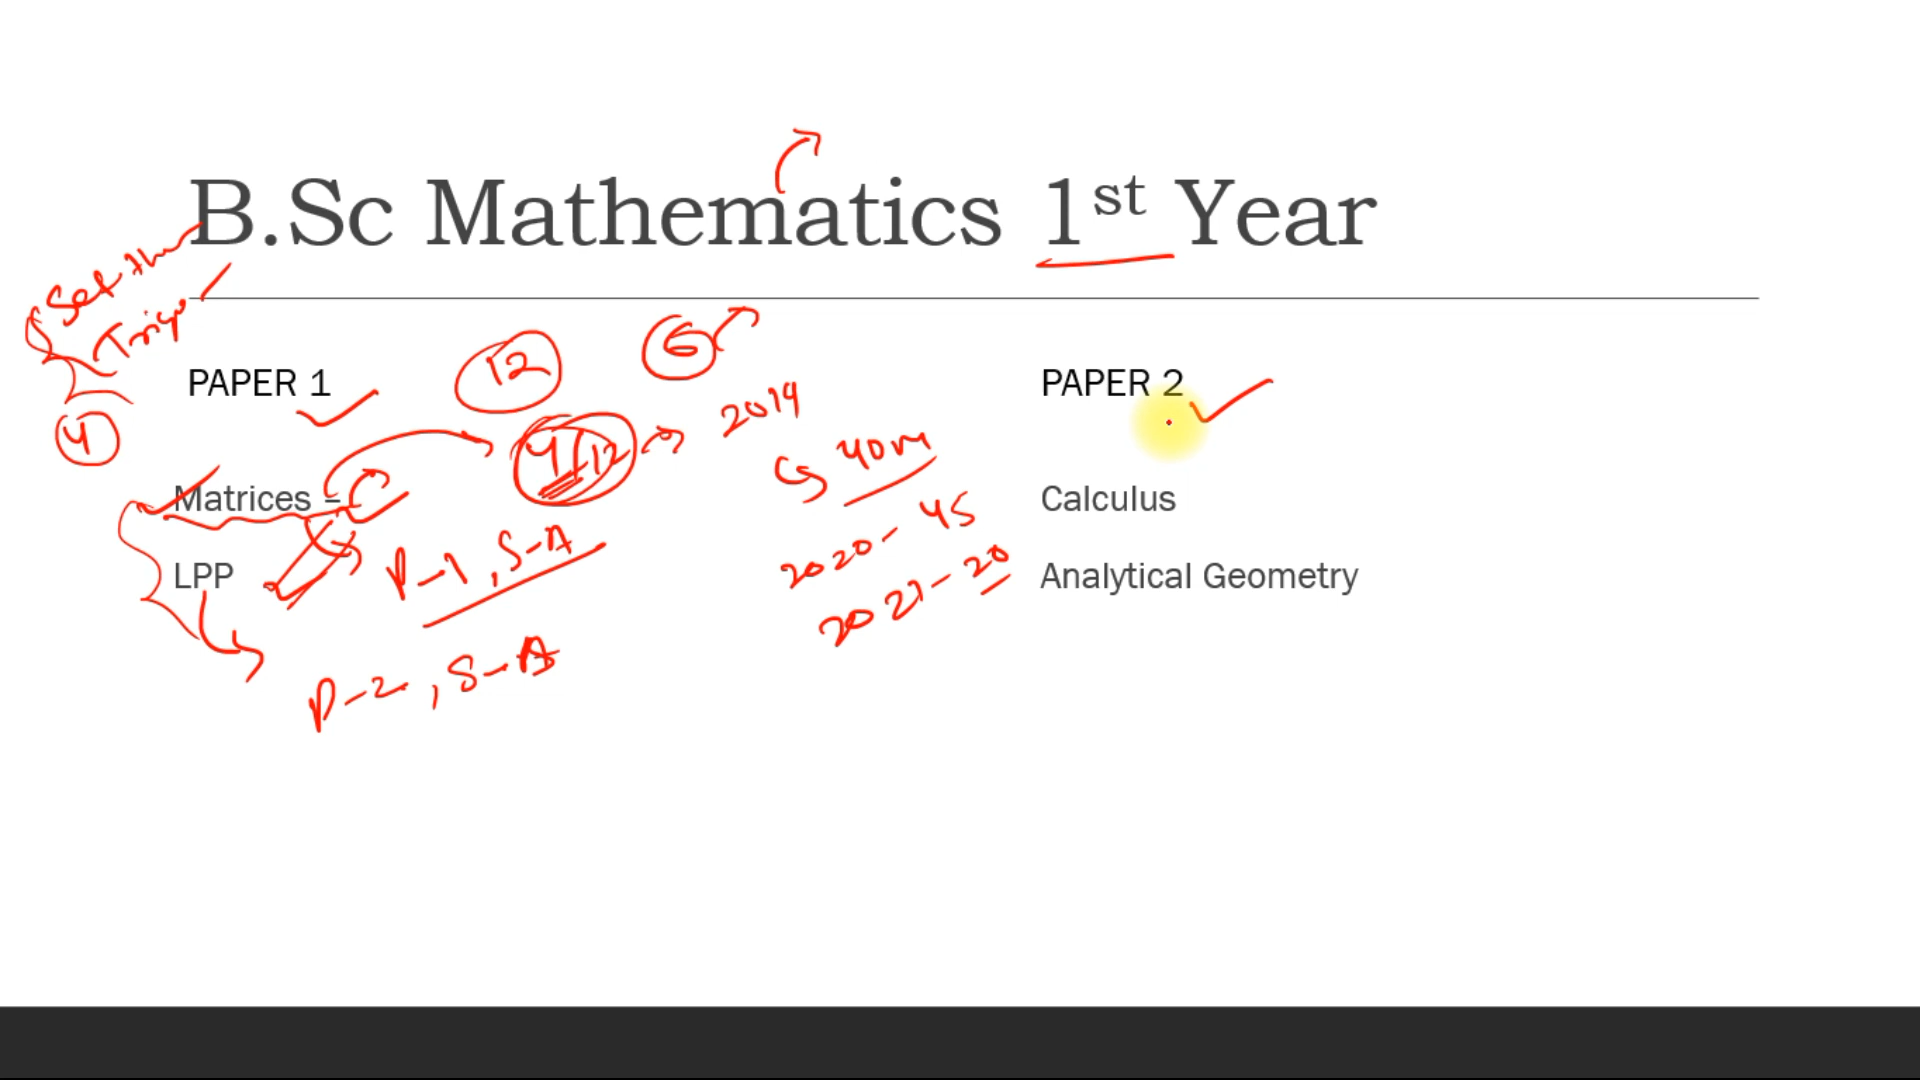 B.Sc Mathematics 1st Year
Set th
Trigo
4
PAPER 1
12
6
4/12
2019
40m
2020 - 45
2021 - 20
Matrices -
LPP
P-1, S-A
P-2, S-A
PAPER 2
Calculus
Analytical Geometry